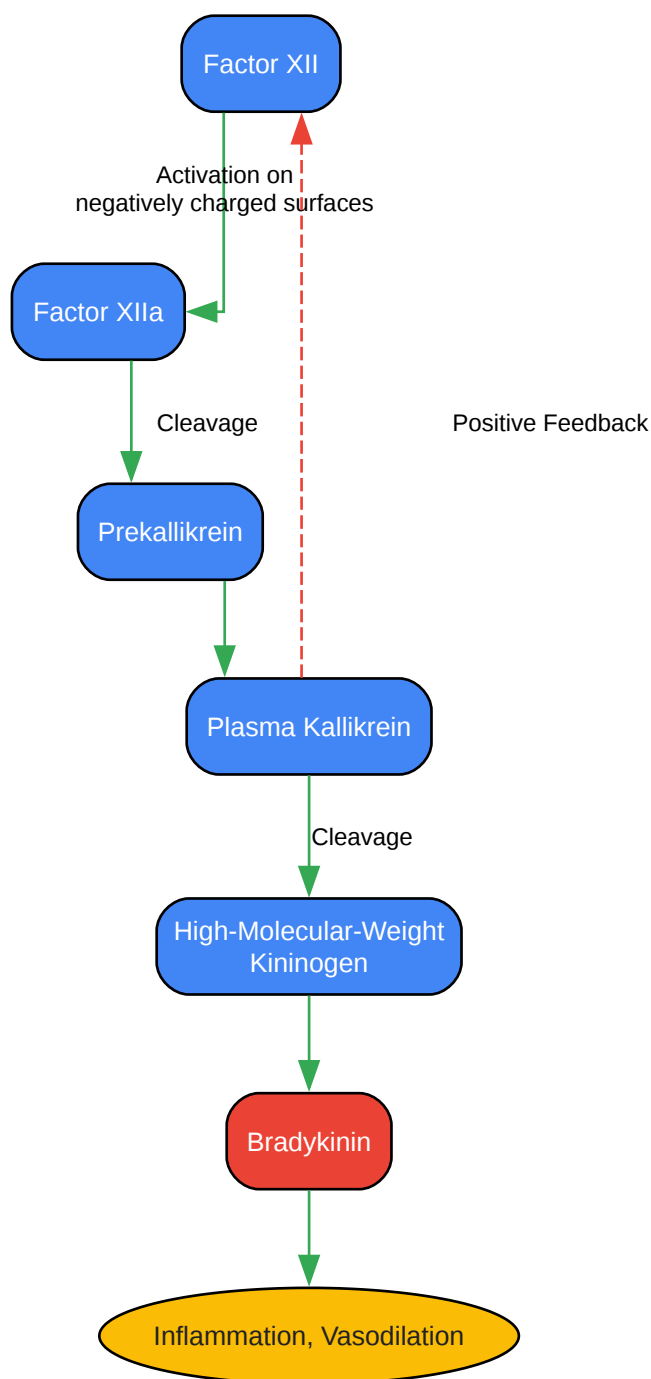 Factor XII
Activation on
negatively charged surfaces
Factor XIIa
Cleavage
Positive Feedback
Prekallikrein
Plasma Kallikrein
Cleavage
High-Molecular-Weight
Kininogen
Bradykinin
Inflammation, Vasodilation